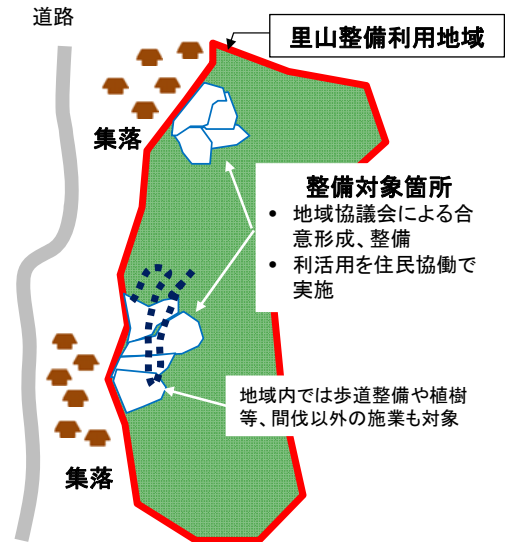 道路
里山整備利用地域
集落
整備対象箇所
• 地域協議会による合
意形成、整備
• 利活用を住民協働で
実施
地域内では歩道整備や植樹
等、間伐以外の施業も対象
集落